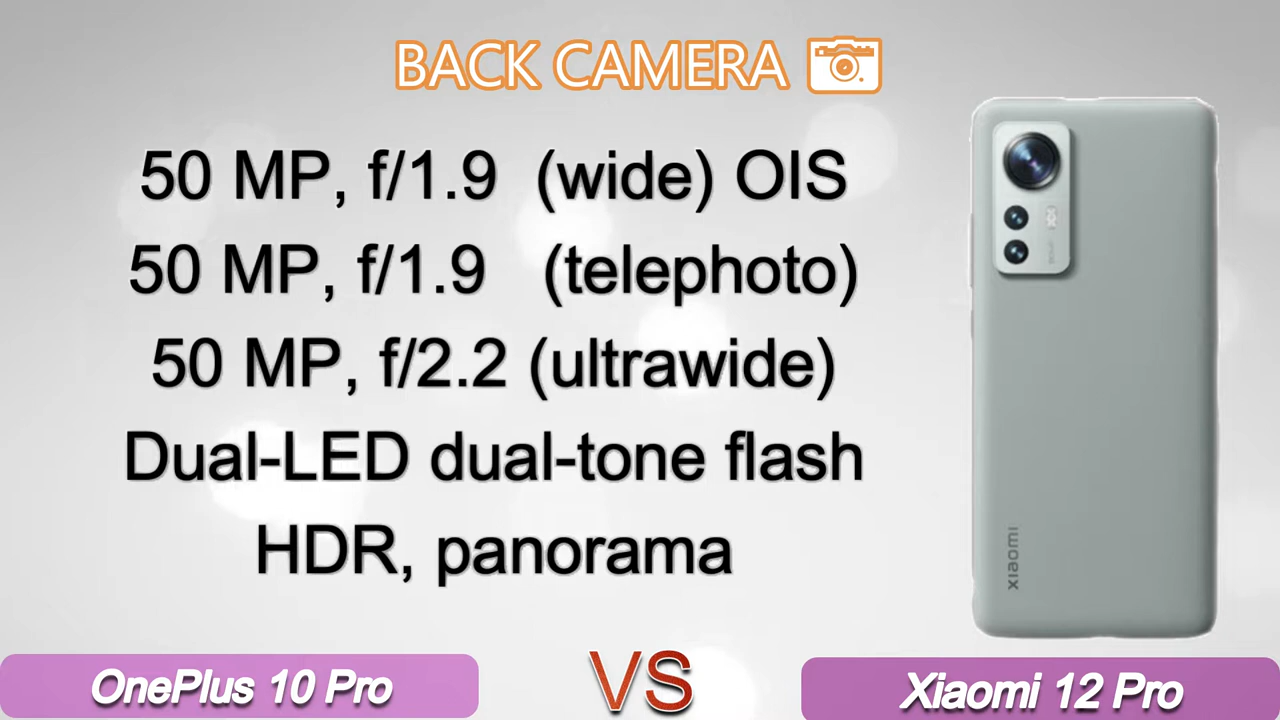 BACK CAMERA
50 MP, f/1.9 (wide) OIS
50 MP, f/1.9 (telephoto)
50 MP, f/2.2 (ultrawide)
Dual-LED dual-tone flash
HDR, panorama
xiaomi
OnePlus 10 Pro
VS
Xiaomi 12 Pro